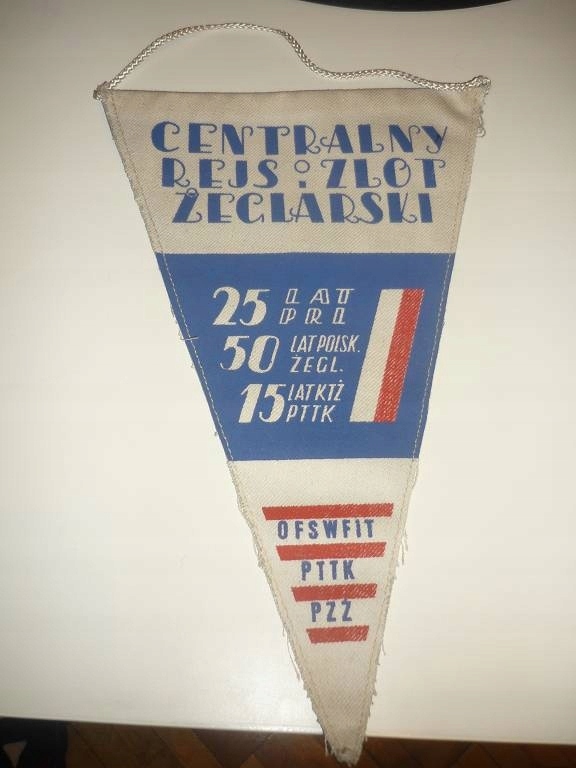 CENTRALNY
REJS i ZLOT
ŻEGLARSKI
25 LAT PRL
50 LAT POLSK. ŻEGL.
15 LAT KTŻ PTTK
OFSWFIT
PTTK
PZŻ